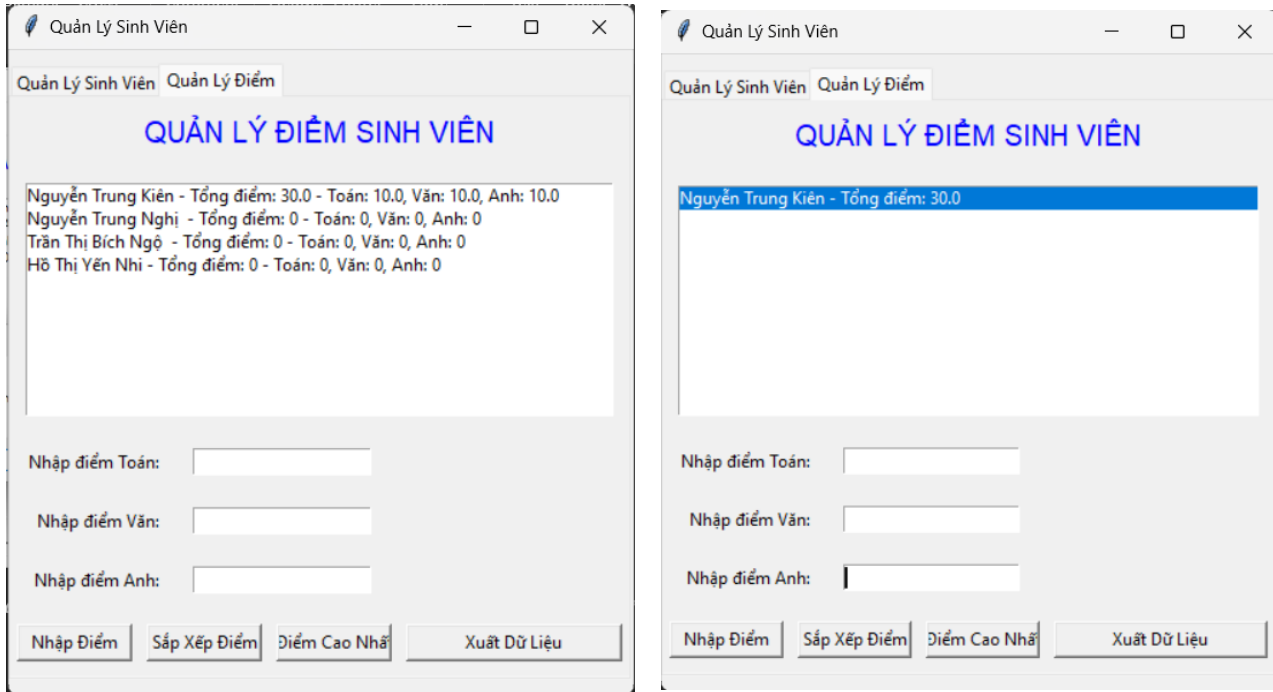 Quản Lý Sinh Viên
Quản Lý Sinh Viên Quản Lý Điểm
QUẢN LÝ ĐIỂM SINH VIÊN
Nguyễn Trung Kiên - Tổng điểm: 30.0 - Toán: 10.0, Văn: 10.0, Anh: 10.0
Nguyễn Trung Nghị - Tổng điểm: 0 - Toán: 0, Văn: 0, Anh: 0
Trần Thị Bích Ngộ - Tổng điểm: 0 - Toán: 0, Văn: 0, Anh: 0
Hồ Thị Yến Nhi - Tổng điểm: 0 - Toán: 0, Văn: 0, Anh: 0
Nhập điểm Toán:
Nhập điểm Văn:
Nhập điểm Anh:
Nhập Điểm Sắp Xếp Điểm Điểm Cao Nhấ Xuất Dữ Liệu
Quản Lý Sinh Viên
Quản Lý Sinh Viên Quản Lý Điểm
QUẢN LÝ ĐIỂM SINH VIÊN
Nguyễn Trung Kiên - Tổng điểm: 30.0
Nhập điểm Toán:
Nhập điểm Văn:
Nhập điểm Anh:
Nhập Điểm Sắp Xếp Điểm Điểm Cao Nhấ Xuất Dữ Liệu